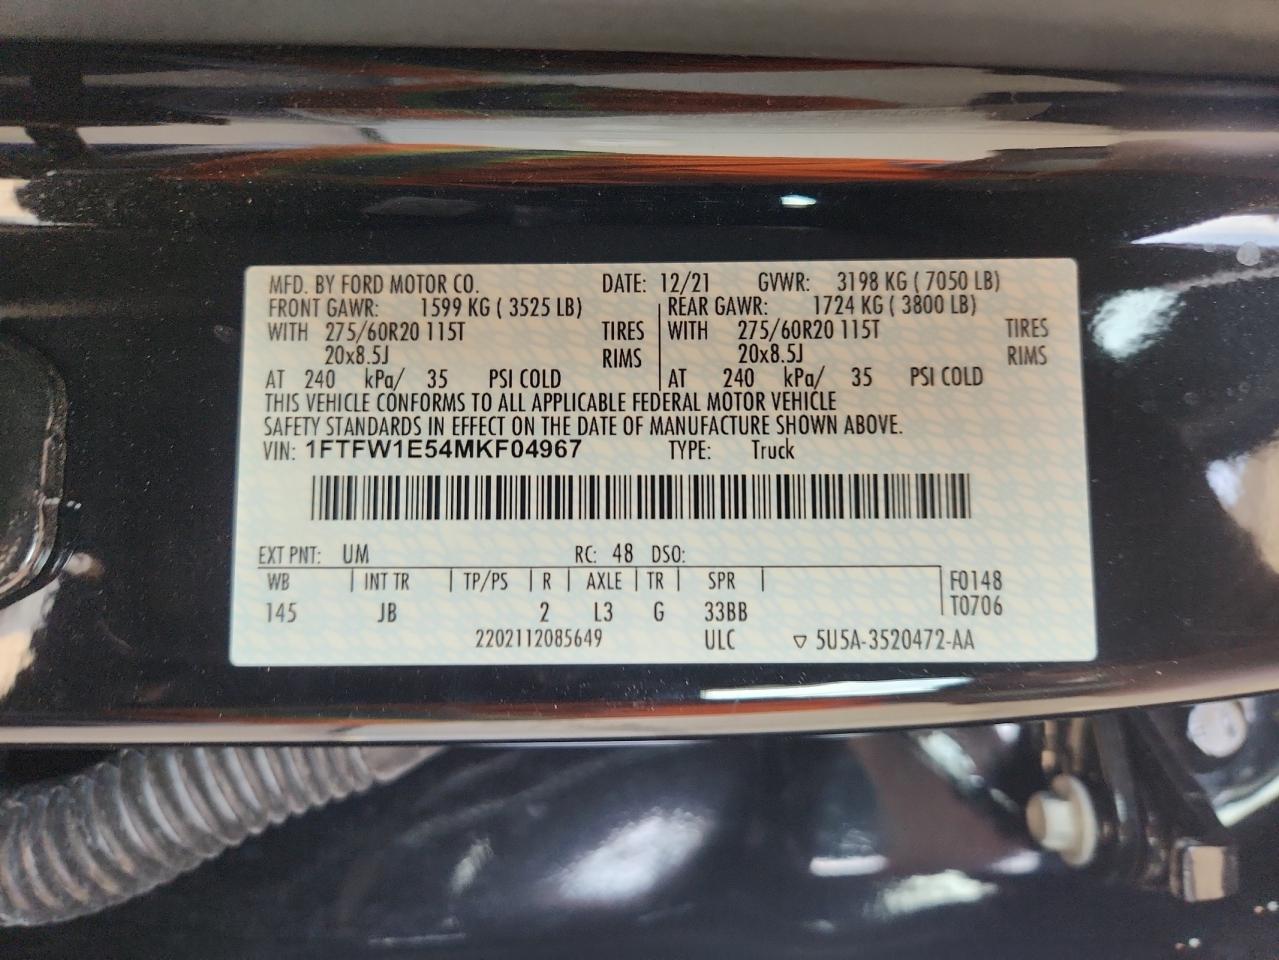 MFD. BY FORD MOTOR CO. DATE: 12/21 GVWR: 3198 KG ( 7050 LB)
FRONT GAWR: 1599 KG ( 3525 LB) REAR GAWR: 1724 KG ( 3800 LB)
WITH 275/60R20 115T TIRES WITH 275/60R20 115T TIRES
20x8.5J RIMS 20x8.5J RIMS
AT 240 kPa/ 35 PSI COLD AT 240 kPa/ 35 PSI COLD
THIS VEHICLE CONFORMS TO ALL APPLICABLE FEDERAL MOTOR VEHICLE
SAFETY STANDARDS IN EFFECT ON THE DATE OF MANUFACTURE SHOWN ABOVE.
VIN: 1FTFW1E54MKF04967 TYPE: Truck
EXT PNT: UM RC: 48 DSO:
WB INT TR TP/PS R AXLE TR SPR F0148
145 JB 2 L3 G 33BB T0706
2202112085649 ULC ▽ 5U5A-3520472-AA